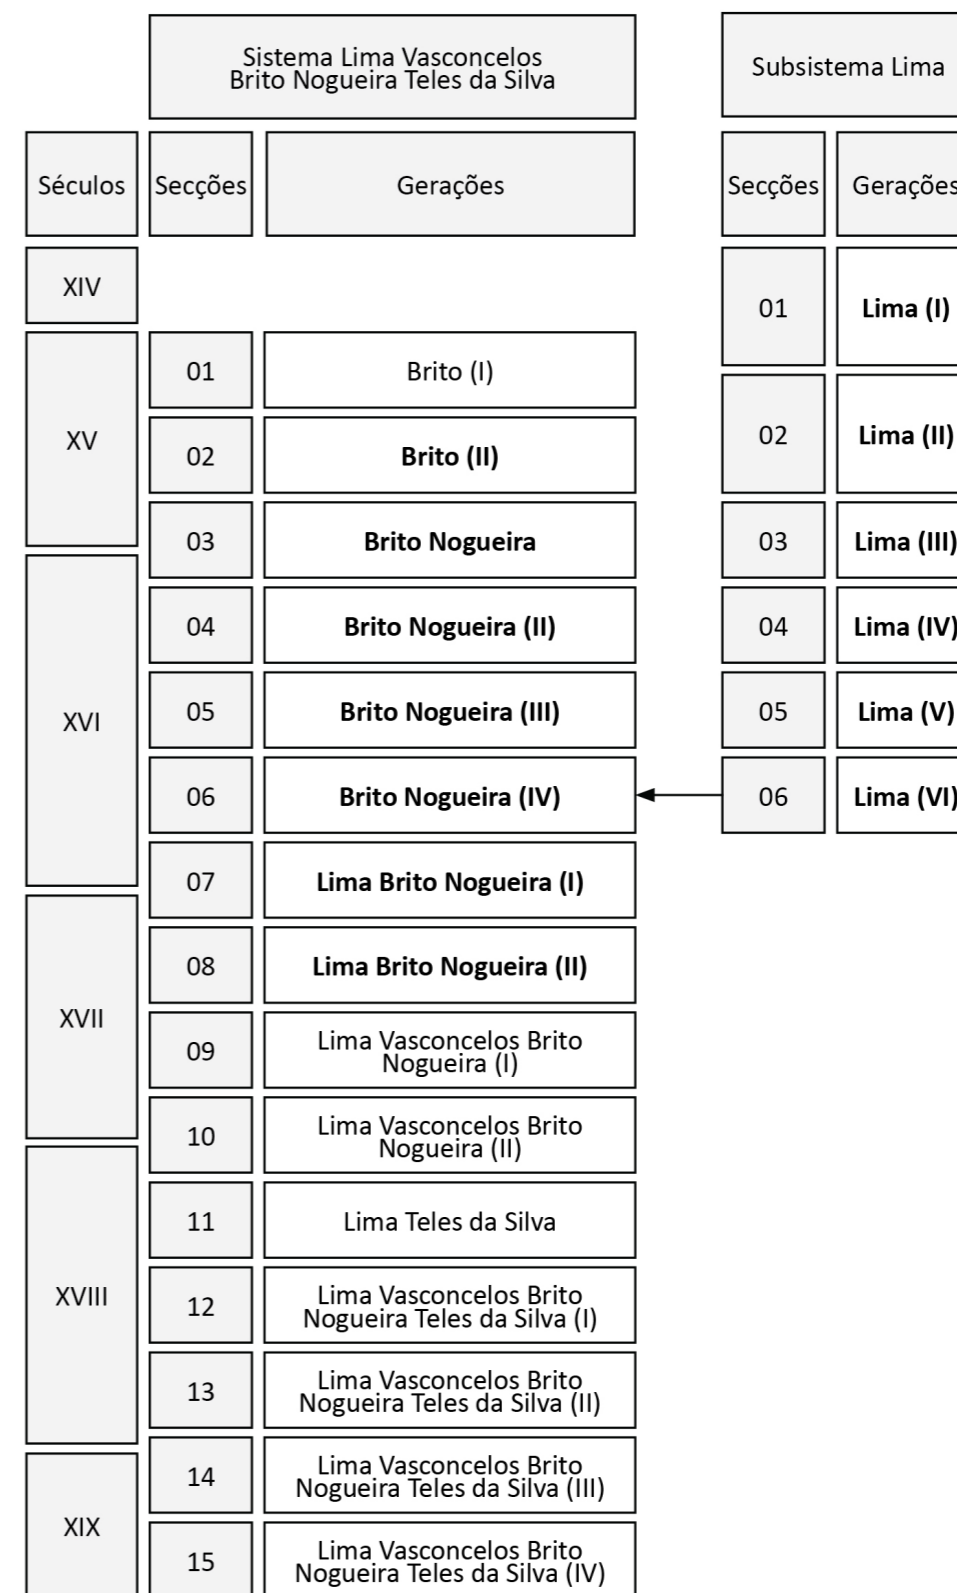 Sistema Lima Vasconcelos
Brito Nogueira Teles da Silva
Subsistema Lima
Séculos
Secções
Gerações
Secções
Gerações
XIV
01
Lima (I)
XV
01
Brito (I)
02
Brito (II)
02
Lima (II)
03
Brito Nogueira
03
Lima (III)
XVI
04
Brito Nogueira (II)
04
Lima (IV)
05
Brito Nogueira (III)
05
Lima (V)
06
Brito Nogueira (IV)
06
Lima (VI)
07
Lima Brito Nogueira (I)
XVII
08
Lima Brito Nogueira (II)
09
Lima Vasconcelos Brito
Nogueira (I)
10
Lima Vasconcelos Brito
Nogueira (II)
XVIII
11
Lima Teles da Silva
12
Lima Vasconcelos Brito
Nogueira Teles da Silva (I)
13
Lima Vasconcelos Brito
Nogueira Teles da Silva (II)
XIX
14
Lima Vasconcelos Brito
Nogueira Teles da Silva (III)
15
Lima Vasconcelos Brito
Nogueira Teles da Silva (IV)